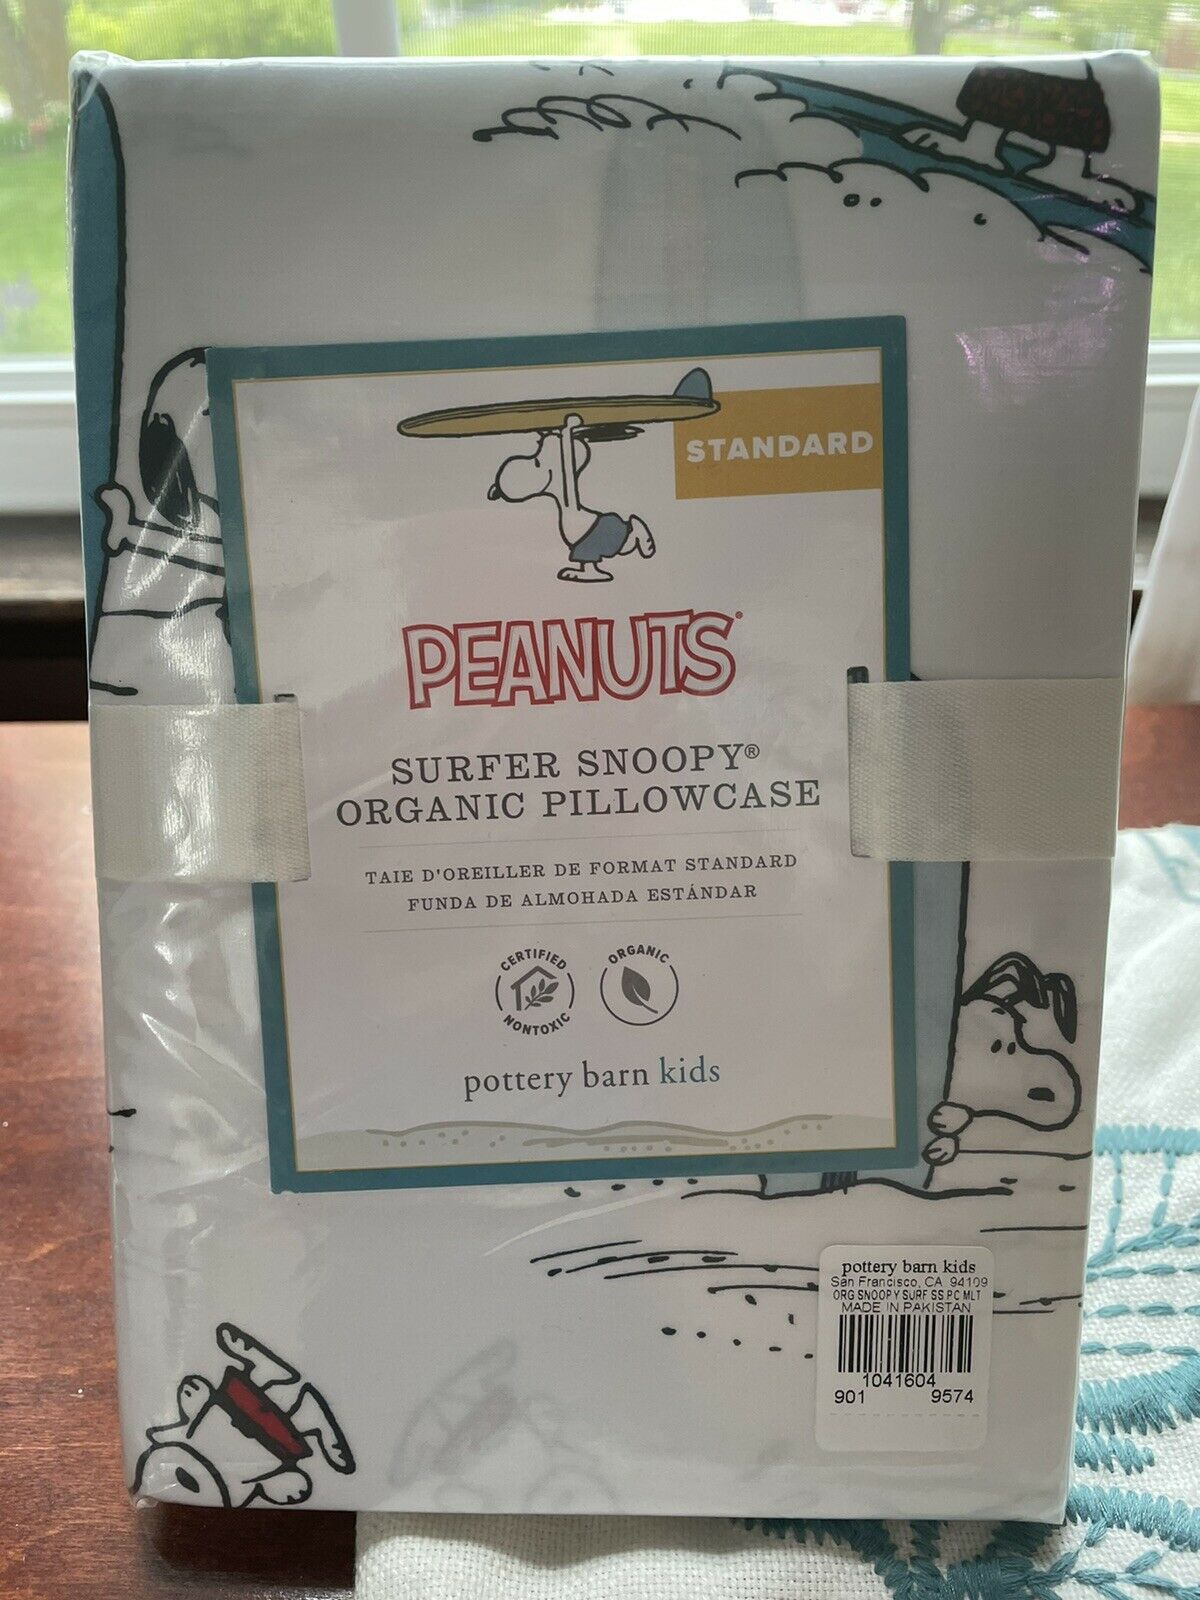 STANDARD
PEANUTS®
SURFER SNOOPY®
ORGANIC PILLOWCASE
TAIE D'OREILLER DE FORMAT STANDARD
FUNDA DE ALMOHADA ESTÁNDAR
CERTIFIED
NONTOXIC
ORGANIC
pottery barn kids
pottery barn kids
San Francisco, CA 94109
ORG SNOOPY SURF SS PC MLT
MADE IN PAKISTAN
1041604
901 9574